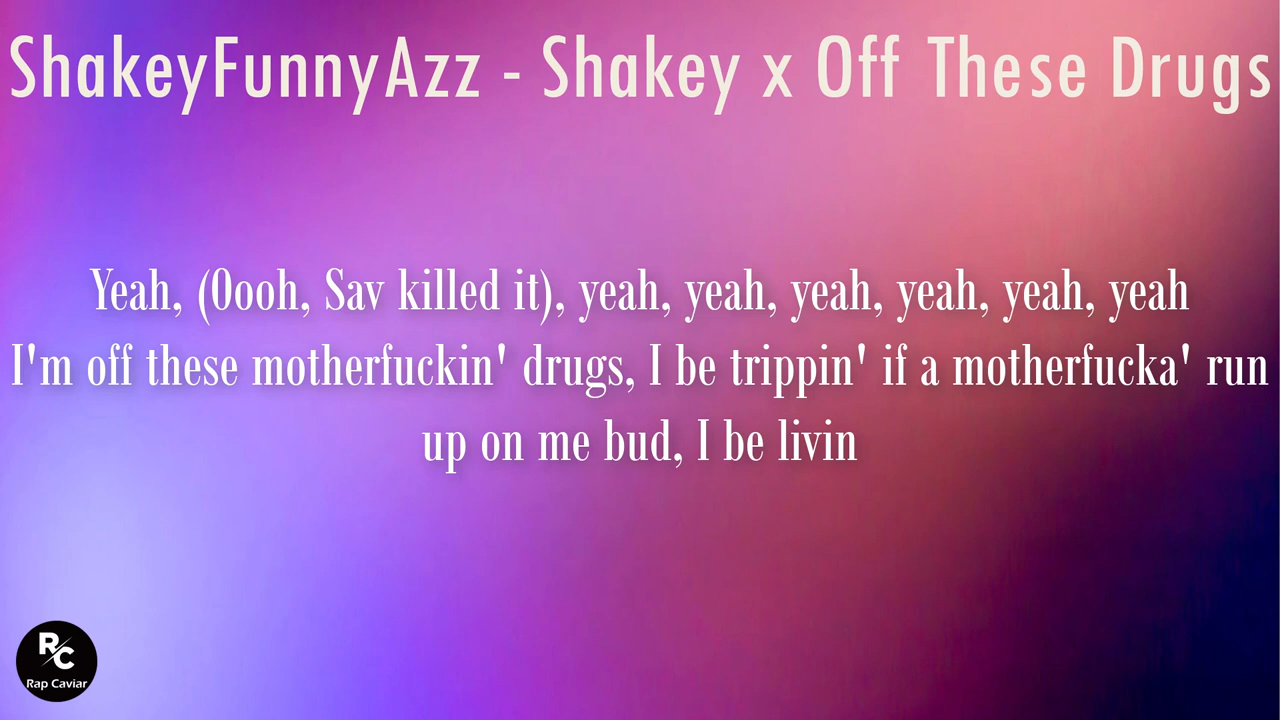 ShakeyFunnyAzz - Shakey x Off These Drugs
Yeah, (Oooh, Sav killed it), yeah, yeah, yeah, yeah, yeah, yeah
I'm off these motherfuckin' drugs, I be trippin' if a motherfucka' run
up on me bud, I be livin
RC
Rap Caviar